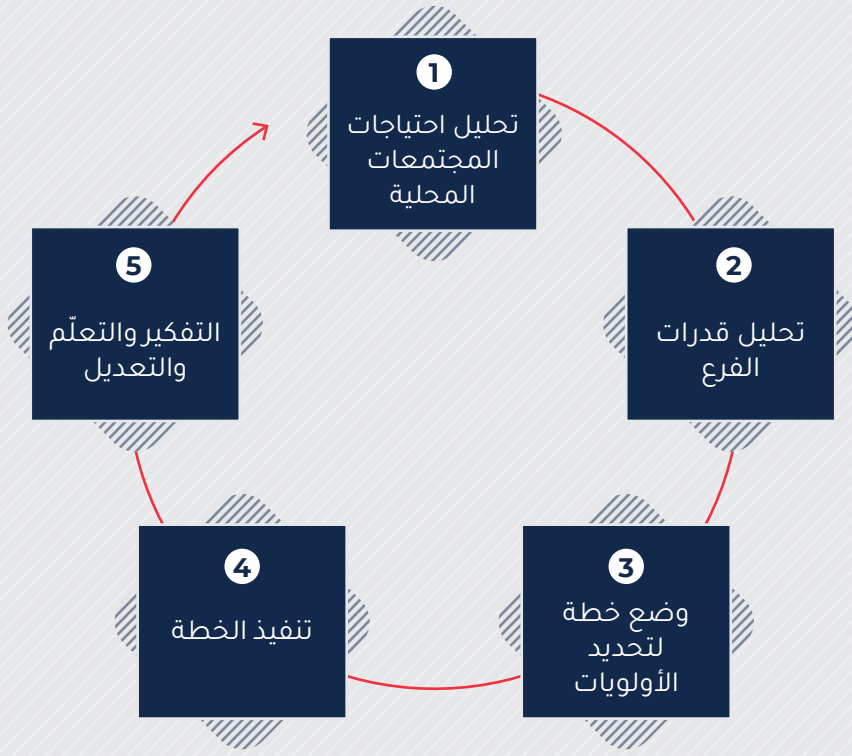 1
تحليل احتياجات
المجتمعات
المحلية
2
تحليل قدرات
الفرع
3
وضع خطة
لتحديد
الأولويات
4
تنفيذ الخطة
5
التفكير والتعلّم
والتعديل